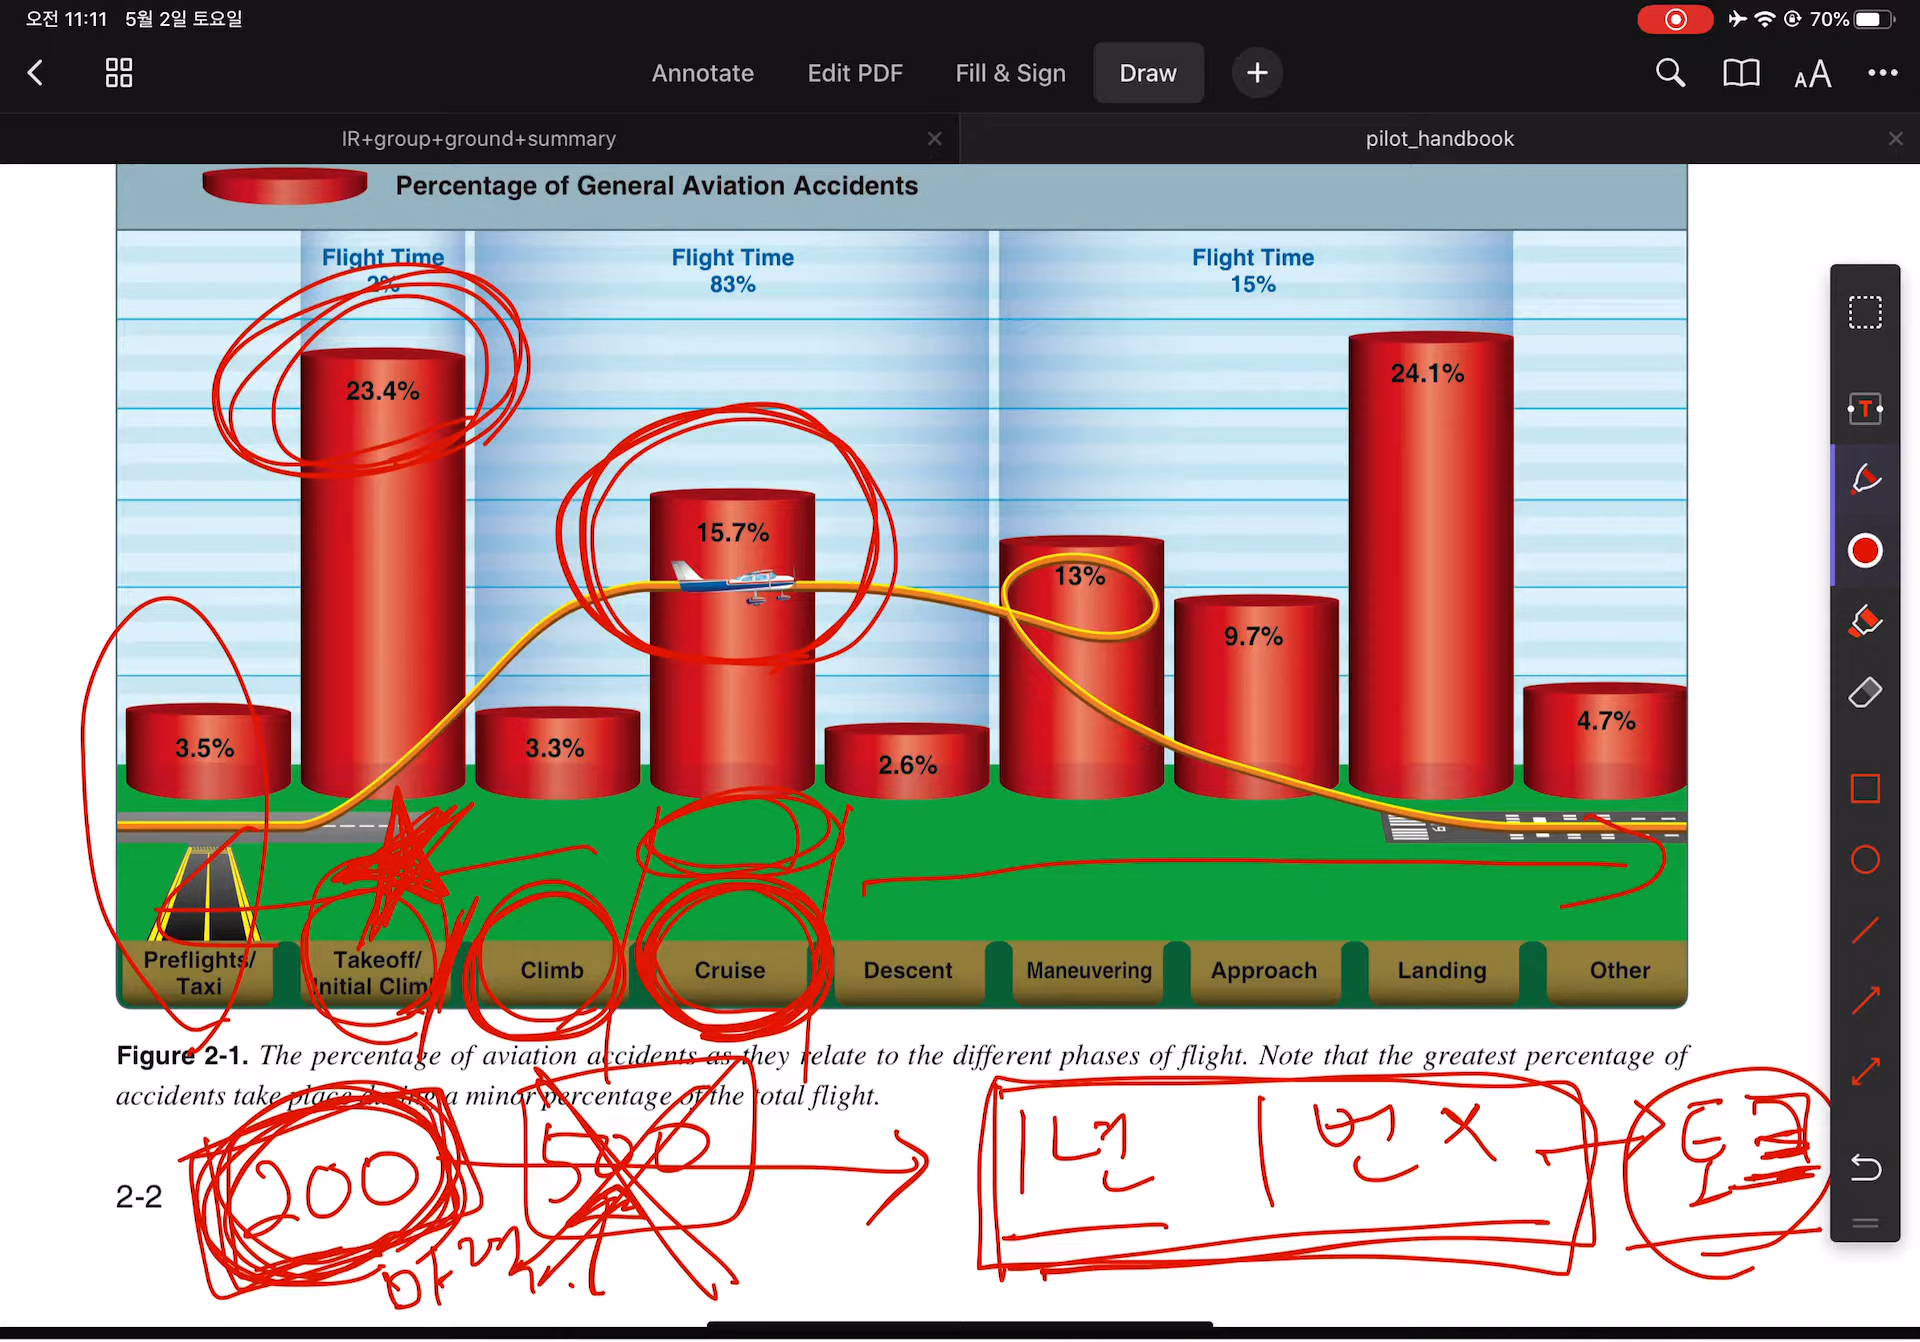 오전 11:11 5월 2일 토요일
70%
Annotate Edit PDF Fill & Sign Draw
IR+group+ground+summary
pilot_handbook
Percentage of General Aviation Accidents
Flight Time
2%
Flight Time
83%
Flight Time
15%
23.4%
24.1%
15.7%
13%
9.7%
4.7%
3.5%
3.3%
2.6%
Preflights/
Taxi
Takeoff/
Initial Climb
Climb
Cruise
Descent
Maneuvering
Approach
Landing
Other
Figure 2-1. The percentage of aviation accidents as they relate to the different phases of flight. Note that the greatest percentage of
accidents take place during a minor percentage of the total flight.
200
500
1년 1번 X
2-2